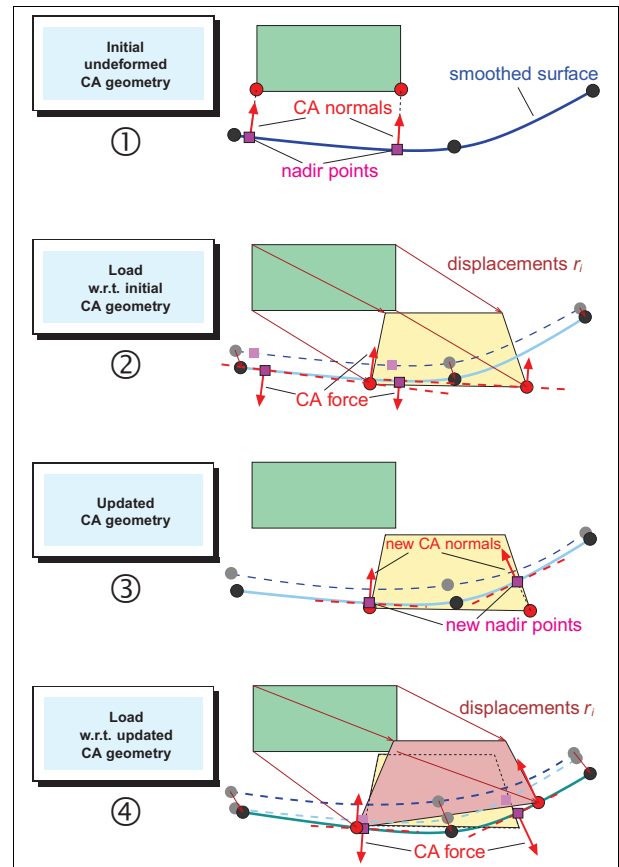 Initial
undeformed
CA geometry
①
smoothed surface
CA normals
nadir points
Load
w.r.t. initial
CA geometry
②
displacements rᵢ
CA force
Updated
CA geometry
③
new CA normals
new nadir points
Load
w.r.t. updated
CA geometry
④
displacements rᵢ
CA force